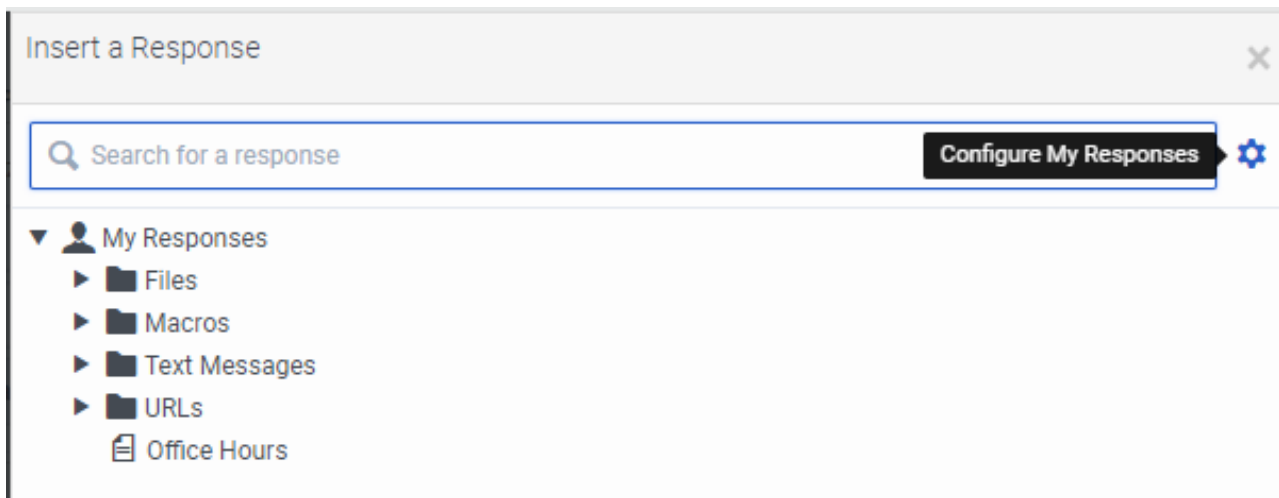 Insert a Response
Search for a response
Configure My Responses
My Responses
Files
Macros
Text Messages
URLs
Office Hours